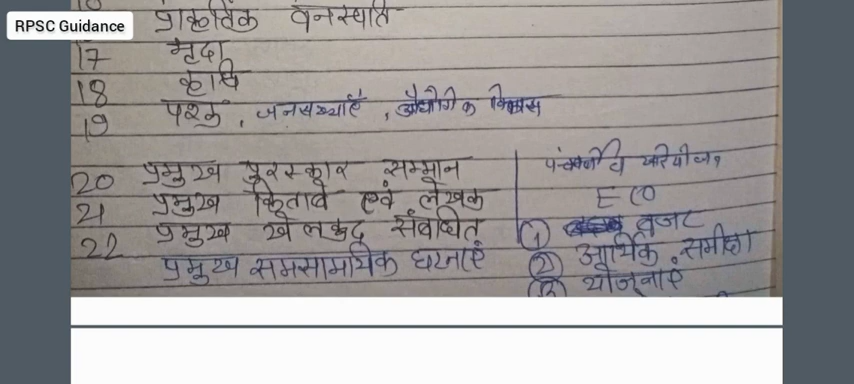 RPSC Guidance
प्राकृतिक वनस्पति
17 मृदा
18 कृषि
19 पशु, जनसंख्याएँ, औद्योगिक विकास
20 प्रमुख पुरस्कार सम्मान
21 प्रमुख किताबे एवं लेखक
22 प्रमुख खेलकूद संबंधित
प्रमुख समसामयिक घटनाएं
पंचवर्षीय परियोजना
ECO
① बजट
② आर्थिक समीक्षा
③ योजनाएं